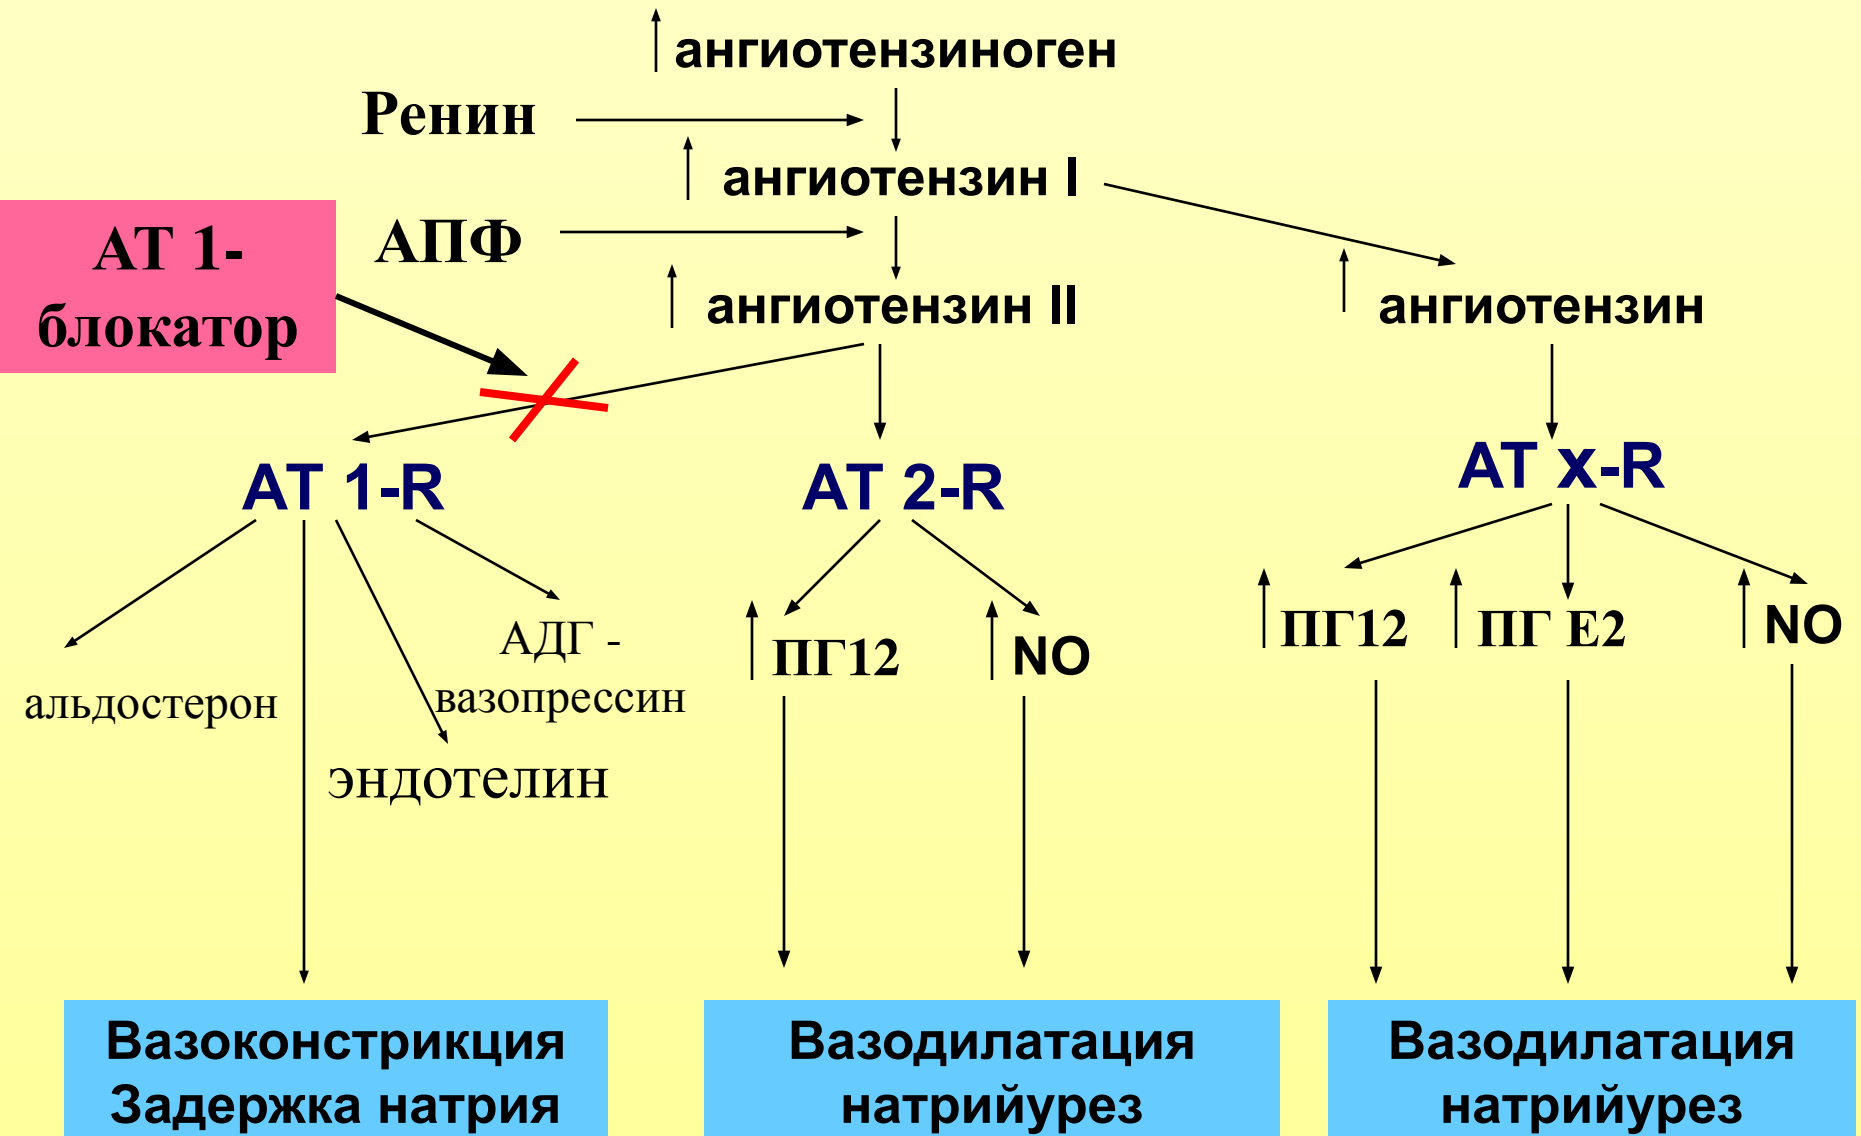 ангиотензиноген
Ренин
ангиотензин I
АТ 1-
блокатор
АПФ
ангиотензин II
ангиотензин
АТ 1-R
АТ 2-R
АТ х-R
альдостерон
АДГ -
вазопрессин
эндотелин
ПГ12
NO
ПГ12
ПГ Е2
NO
Вазоконстрикция
Задержка натрия
Вазодилатация
натрийурез
Вазодилатация
натрийурез